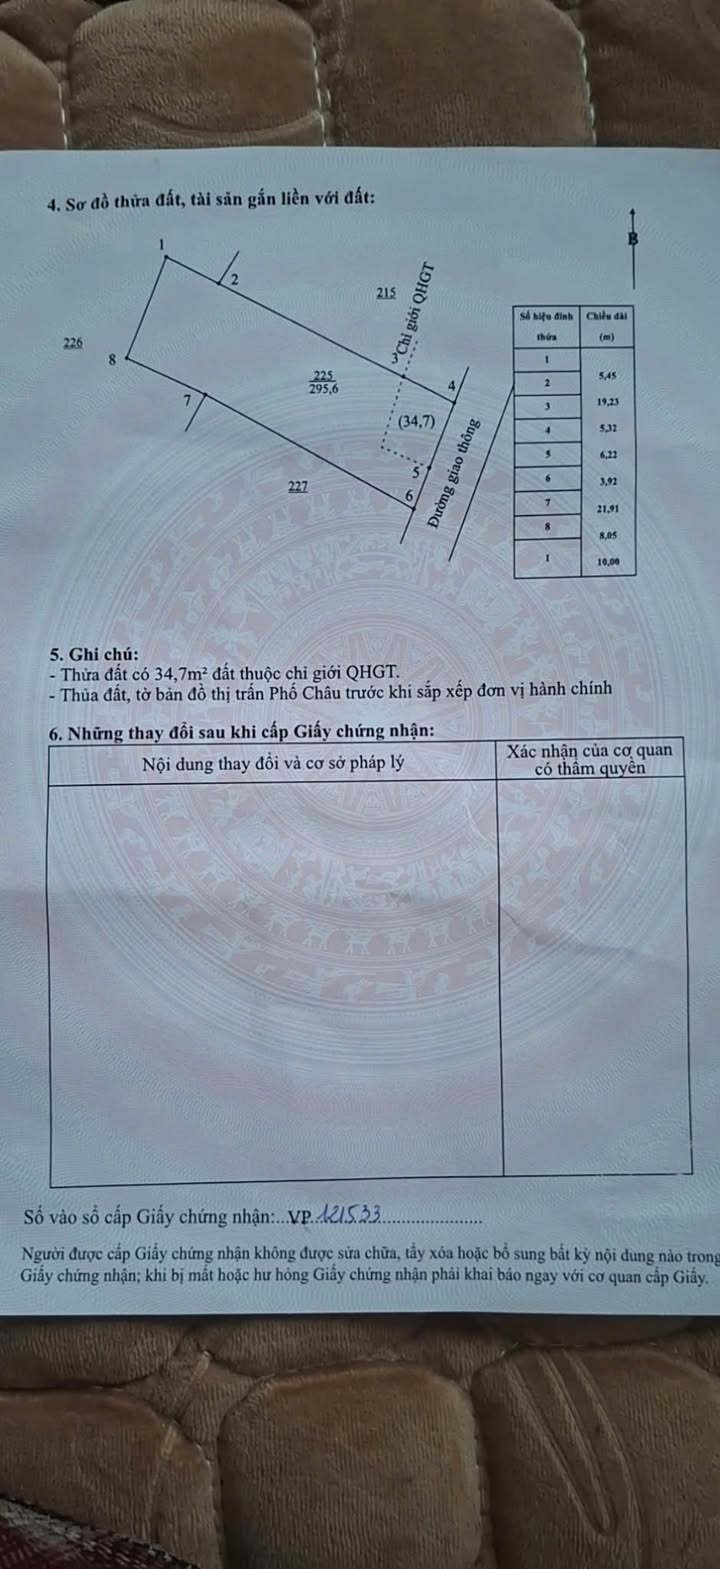 4. Sơ đồ thửa đất, tài sản gắn liền với đất:
B
1
2
215
3
Chỉ giới QHGT
226
8
225
295,6
4
7
(34,7)
5
227
6
Đường giao thông
Số hiệu đỉnh thửa
Chiều dài (m)
1
5,45
2
19,23
3
5,32
4
6,22
5
3,92
6
21,91
7
8,05
8
10,00
1
5. Ghi chú:
- Thửa đất có 34,7m² đất thuộc chỉ giới QHGT.
- Thửa đất, tờ bản đồ thị trấn Phố Châu trước khi sắp xếp đơn vị hành chính
6. Những thay đổi sau khi cấp Giấy chứng nhận:
Nội dung thay đổi và cơ sở pháp lý
Xác nhận của cơ quan có thẩm quyền
Số vào sổ cấp Giấy chứng nhận:...VP.121533......................
Người được cấp Giấy chứng nhận không được sửa chữa, tẩy xóa hoặc bổ sung bất kỳ nội dung nào trong
Giấy chứng nhận; khi bị mất hoặc hư hỏng Giấy chứng nhận phải khai báo ngay với cơ quan cấp Giấy.